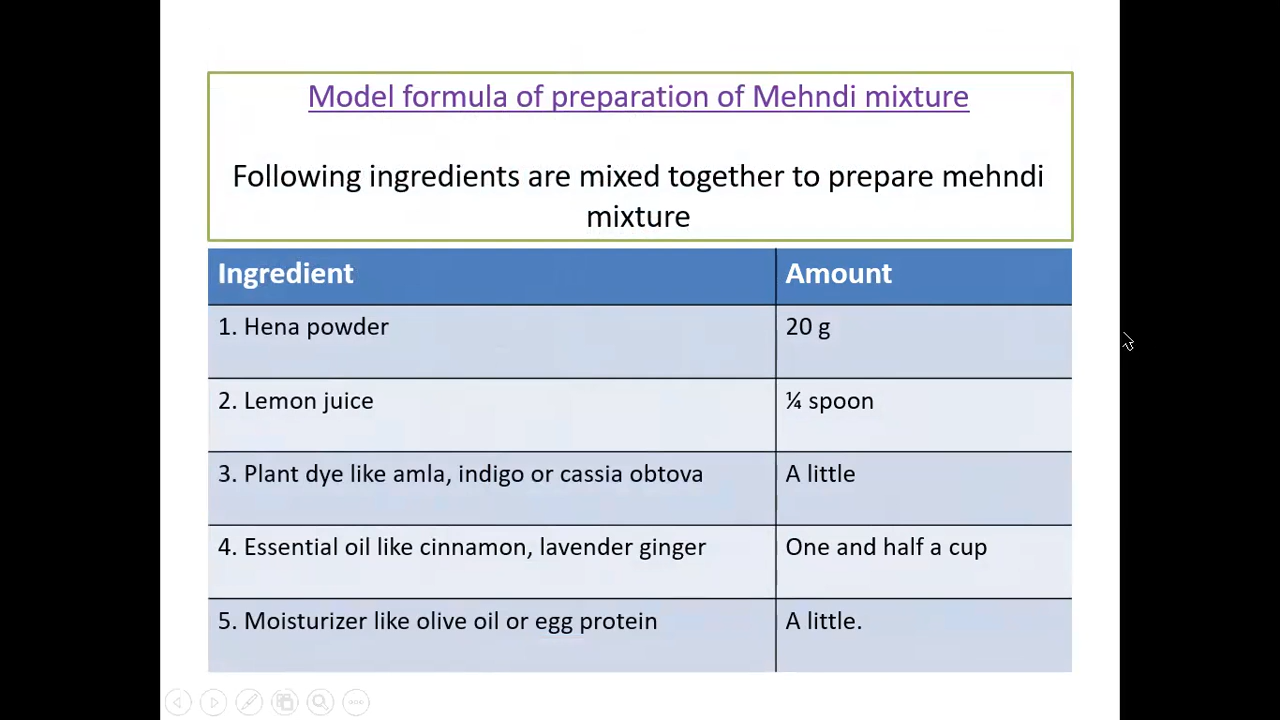 Model formula of preparation of Mehndi mixture
Following ingredients are mixed together to prepare mehndi
mixture
Ingredient Amount
1. Hena powder 20 g
2. Lemon juice ¼ spoon
3. Plant dye like amla, indigo or cassia obtova A little
4. Essential oil like cinnamon, lavender ginger One and half a cup
5. Moisturizer like olive oil or egg protein A little.